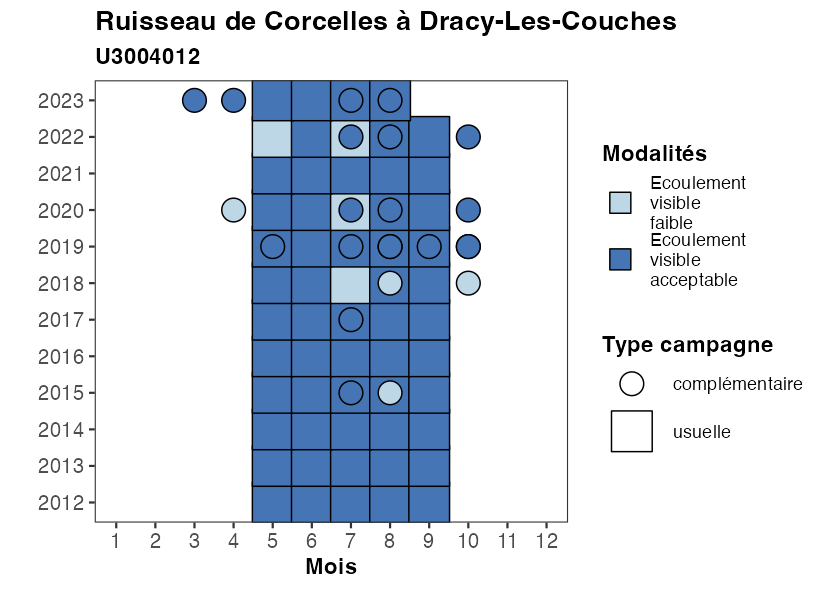 Ruisseau de Corcelles à Dracy-Les-Couches
U3004012
2023
2022
2021
2020
2019
2018
2017
2016
2015
2014
2013
2012
1 2 3 4 5 6 7 8 9 10 11 12
Mois
Modalités
Ecoulement
visible
faible
Ecoulement
visible
acceptable
Type campagne
complémentaire
usuelle